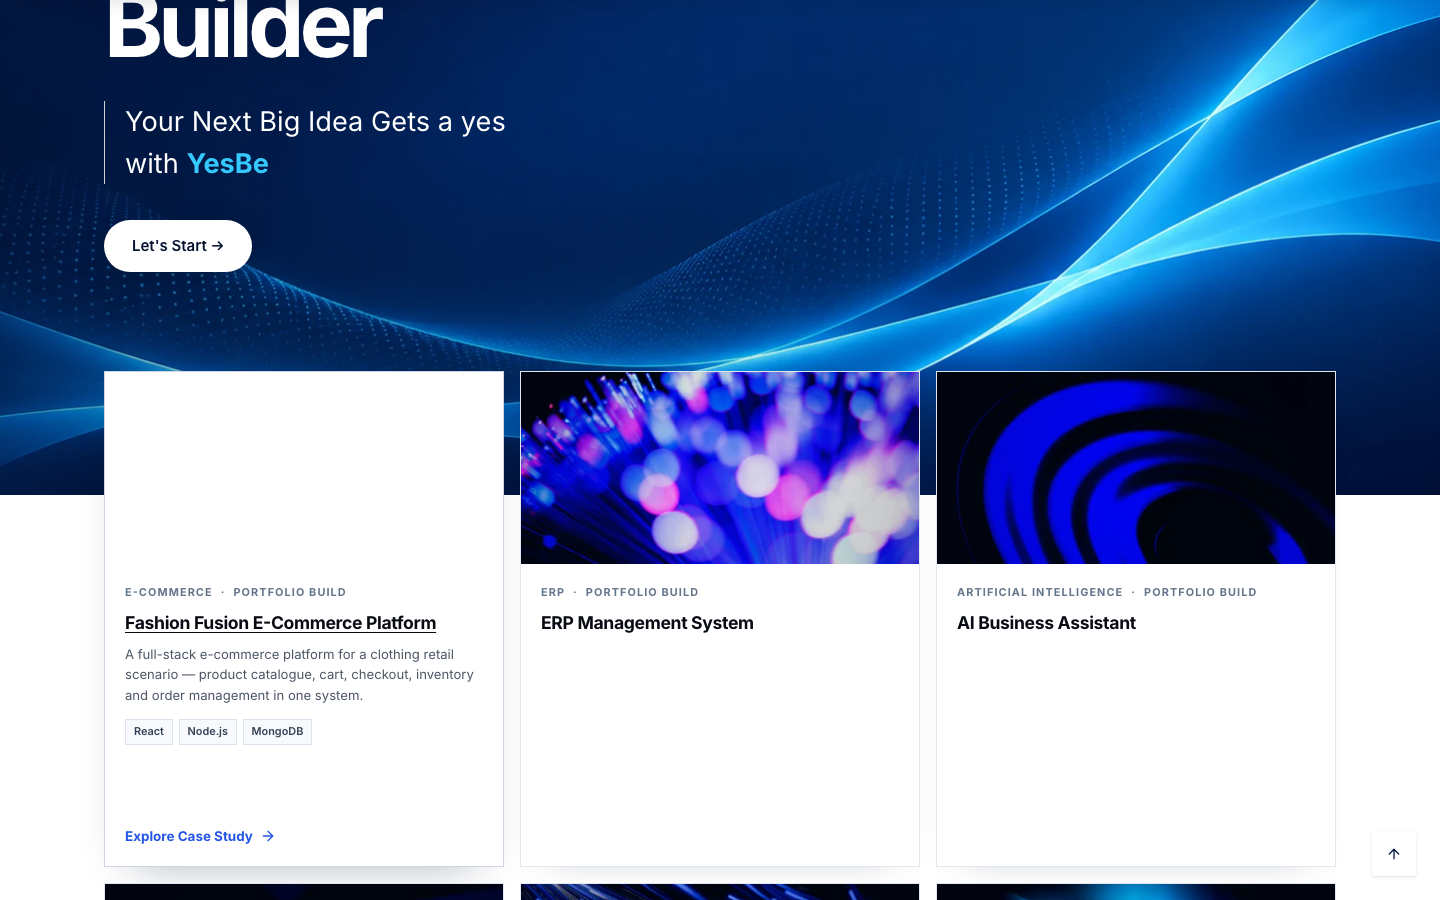 Builder
Your Next Big Idea Gets a yes
with YesBe
Let's Start →
E-COMMERCE · PORTFOLIO BUILD
Fashion Fusion E-Commerce Platform
A full-stack e-commerce platform for a clothing retail
scenario — product catalogue, cart, checkout, inventory
and order management in one system.
React Node.js MongoDB
Explore Case Study →
ERP · PORTFOLIO BUILD
ERP Management System
ARTIFICIAL INTELLIGENCE · PORTFOLIO BUILD
AI Business Assistant